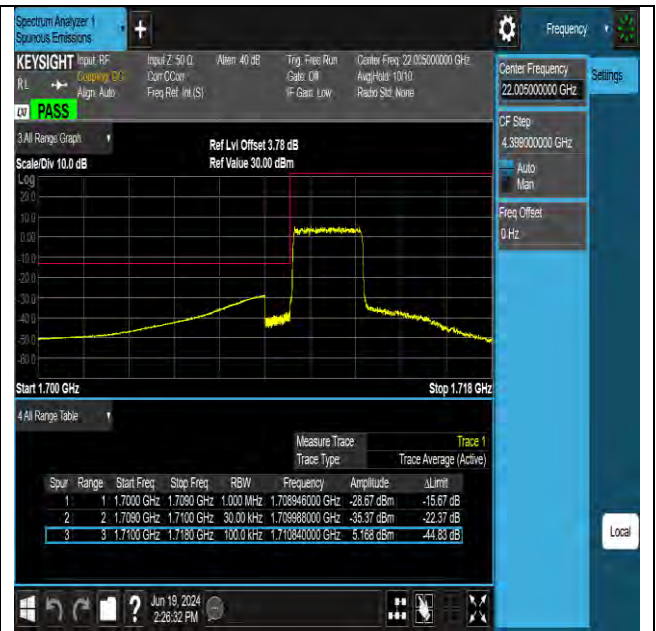 Spectrum Analyzer 1
Spurious Emissions
+
Frequency
KEYSIGHT
RL
Input: RF
Coupling: DC
Align: Auto
Input Z: 50 Ω
Corr CCorr
Freq Ref: Int (S)
Atten: 40 dB
Trig: Free Run
Gate: Off
IF Gain: Low
Center Freq: 22.005000000 GHz
Avg|Hold: 10/10
Radio Std: None
PASS
Center Frequency
22.005000000 GHz
Settings
CF Step
4.399000000 GHz
Auto
Man
Freq Offset
0 Hz
3 All Range Graph
Scale/Div 10.0 dB
Ref Lvl Offset 3.78 dB
Ref Value 30.00 dBm
Log
20.0
10.0
0.00
-10.0
-20.0
-30.0
-40.0
-50.0
-60.0
Start 1.700 GHz
Stop 1.718 GHz
4 All Range Table
Measure Trace Trace 1
Trace Type Trace Average (Active)
Spur Range Start Freq Stop Freq RBW Frequency Amplitude ΔLimit
1 1 1.7000 GHz 1.7090 GHz 1.000 MHz 1.708946000 GHz -28.67 dBm -15.67 dB
2 2 1.7090 GHz 1.7100 GHz 30.00 kHz 1.709988000 GHz -35.37 dBm -22.37 dB
3 3 1.7100 GHz 1.7180 GHz 100.0 kHz 1.710840000 GHz 5.168 dBm -44.83 dB
Local
?
Jun 19, 2024
2:26:32 PM